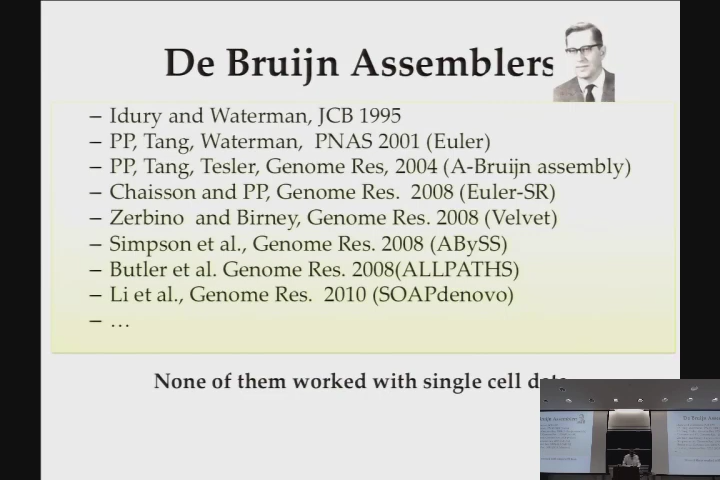 De Bruijn Assemblers
– Idury and Waterman, JCB 1995
– PP, Tang, Waterman,  PNAS 2001 (Euler)
– PP, Tang, Tesler, Genome Res, 2004 (A-Bruijn assembly)
– Chaisson and PP, Genome Res.  2008 (Euler-SR)
– Zerbino  and Birney, Genome Res. 2008 (Velvet)
– Simpson et al., Genome Res. 2008 (ABySS)
– Butler et al. Genome Res. 2008(ALLPATHS)
– Li et al., Genome Res.  2010 (SOAPdenovo)
– …
None of them worked with single cell data